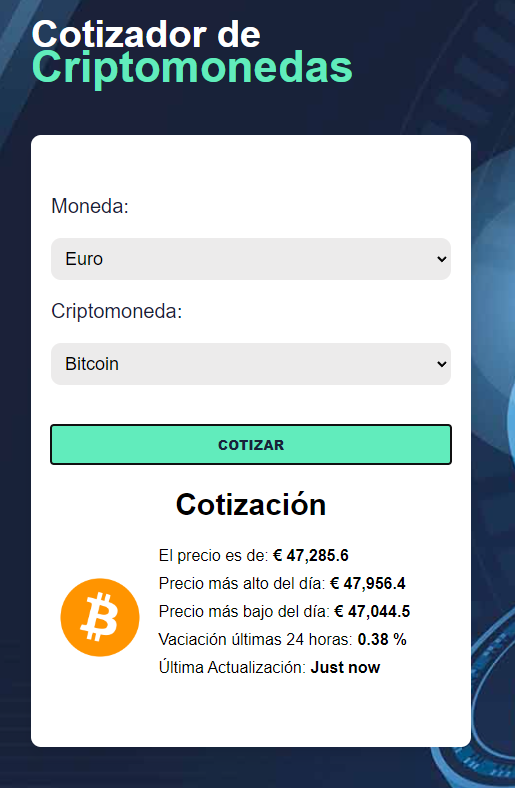 Cotizador de
Criptomonedas
Moneda:
Euro
Criptomoneda:
Bitcoin
COTIZAR
Cotización
El precio es de: € 47,285.6
Precio más alto del día: € 47,956.4
Precio más bajo del día: € 47,044.5
Vaciación últimas 24 horas: 0.38 %
Última Actualización: Just now